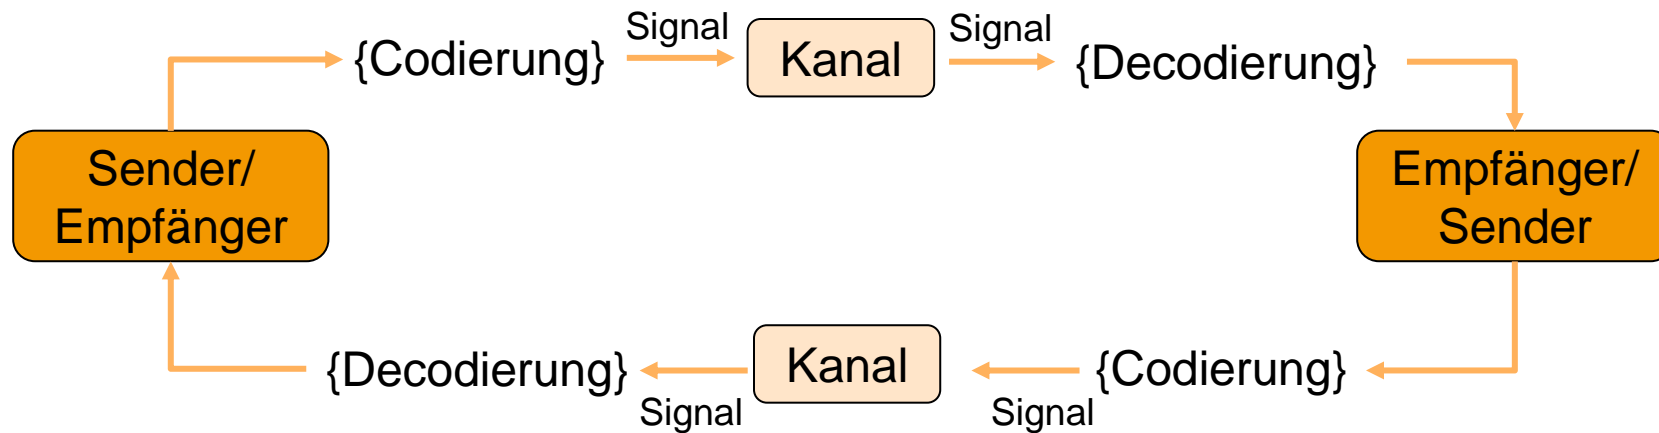 Signal
Signal
{Codierung}
Kanal
{Decodierung}
Sender/
Empfänger
Empfänger/
Sender
{Decodierung}
Kanal
{Codierung}
Signal
Signal